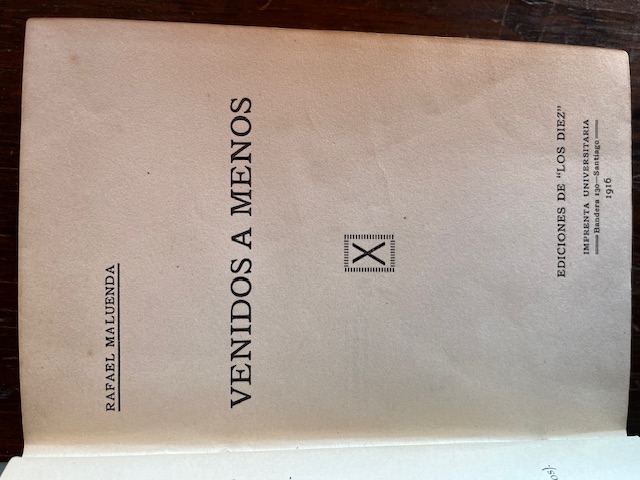 RAFAEL MALUENDA
VENIDOS A MENOS
X
EDICIONES DE "LOS DIEZ"
IMPRENTA UNIVERSITARIA
Bandera 130—Santiago
1916